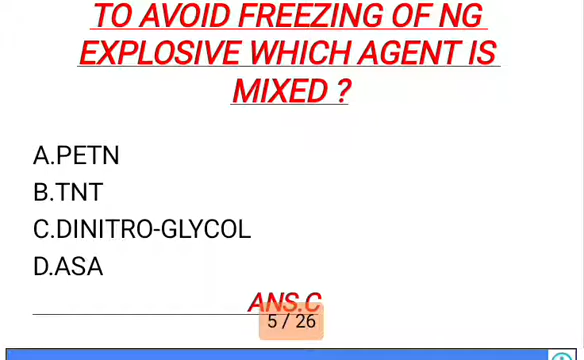 TO AVOID FREEZING OF NG
EXPLOSIVE WHICH AGENT IS
MIXED ?
A.PETN
B.TNT
C.DINITRO-GLYCOL
D.ASA
ANS.C
5 / 26